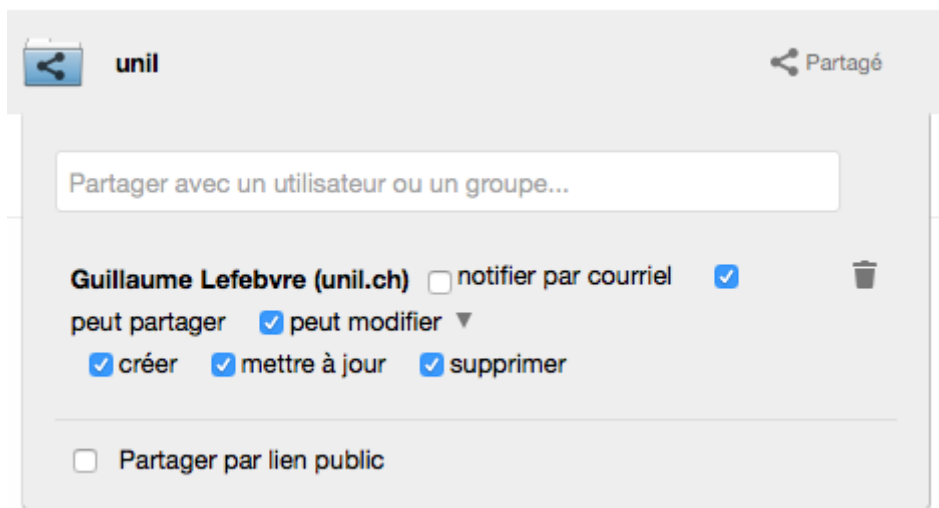 unil
Partagé
Partager avec un utilisateur ou un groupe...
Guillaume Lefebvre (unil.ch) notifier par courriel
peut partager peut modifier
créer mettre à jour supprimer
Partager par lien public